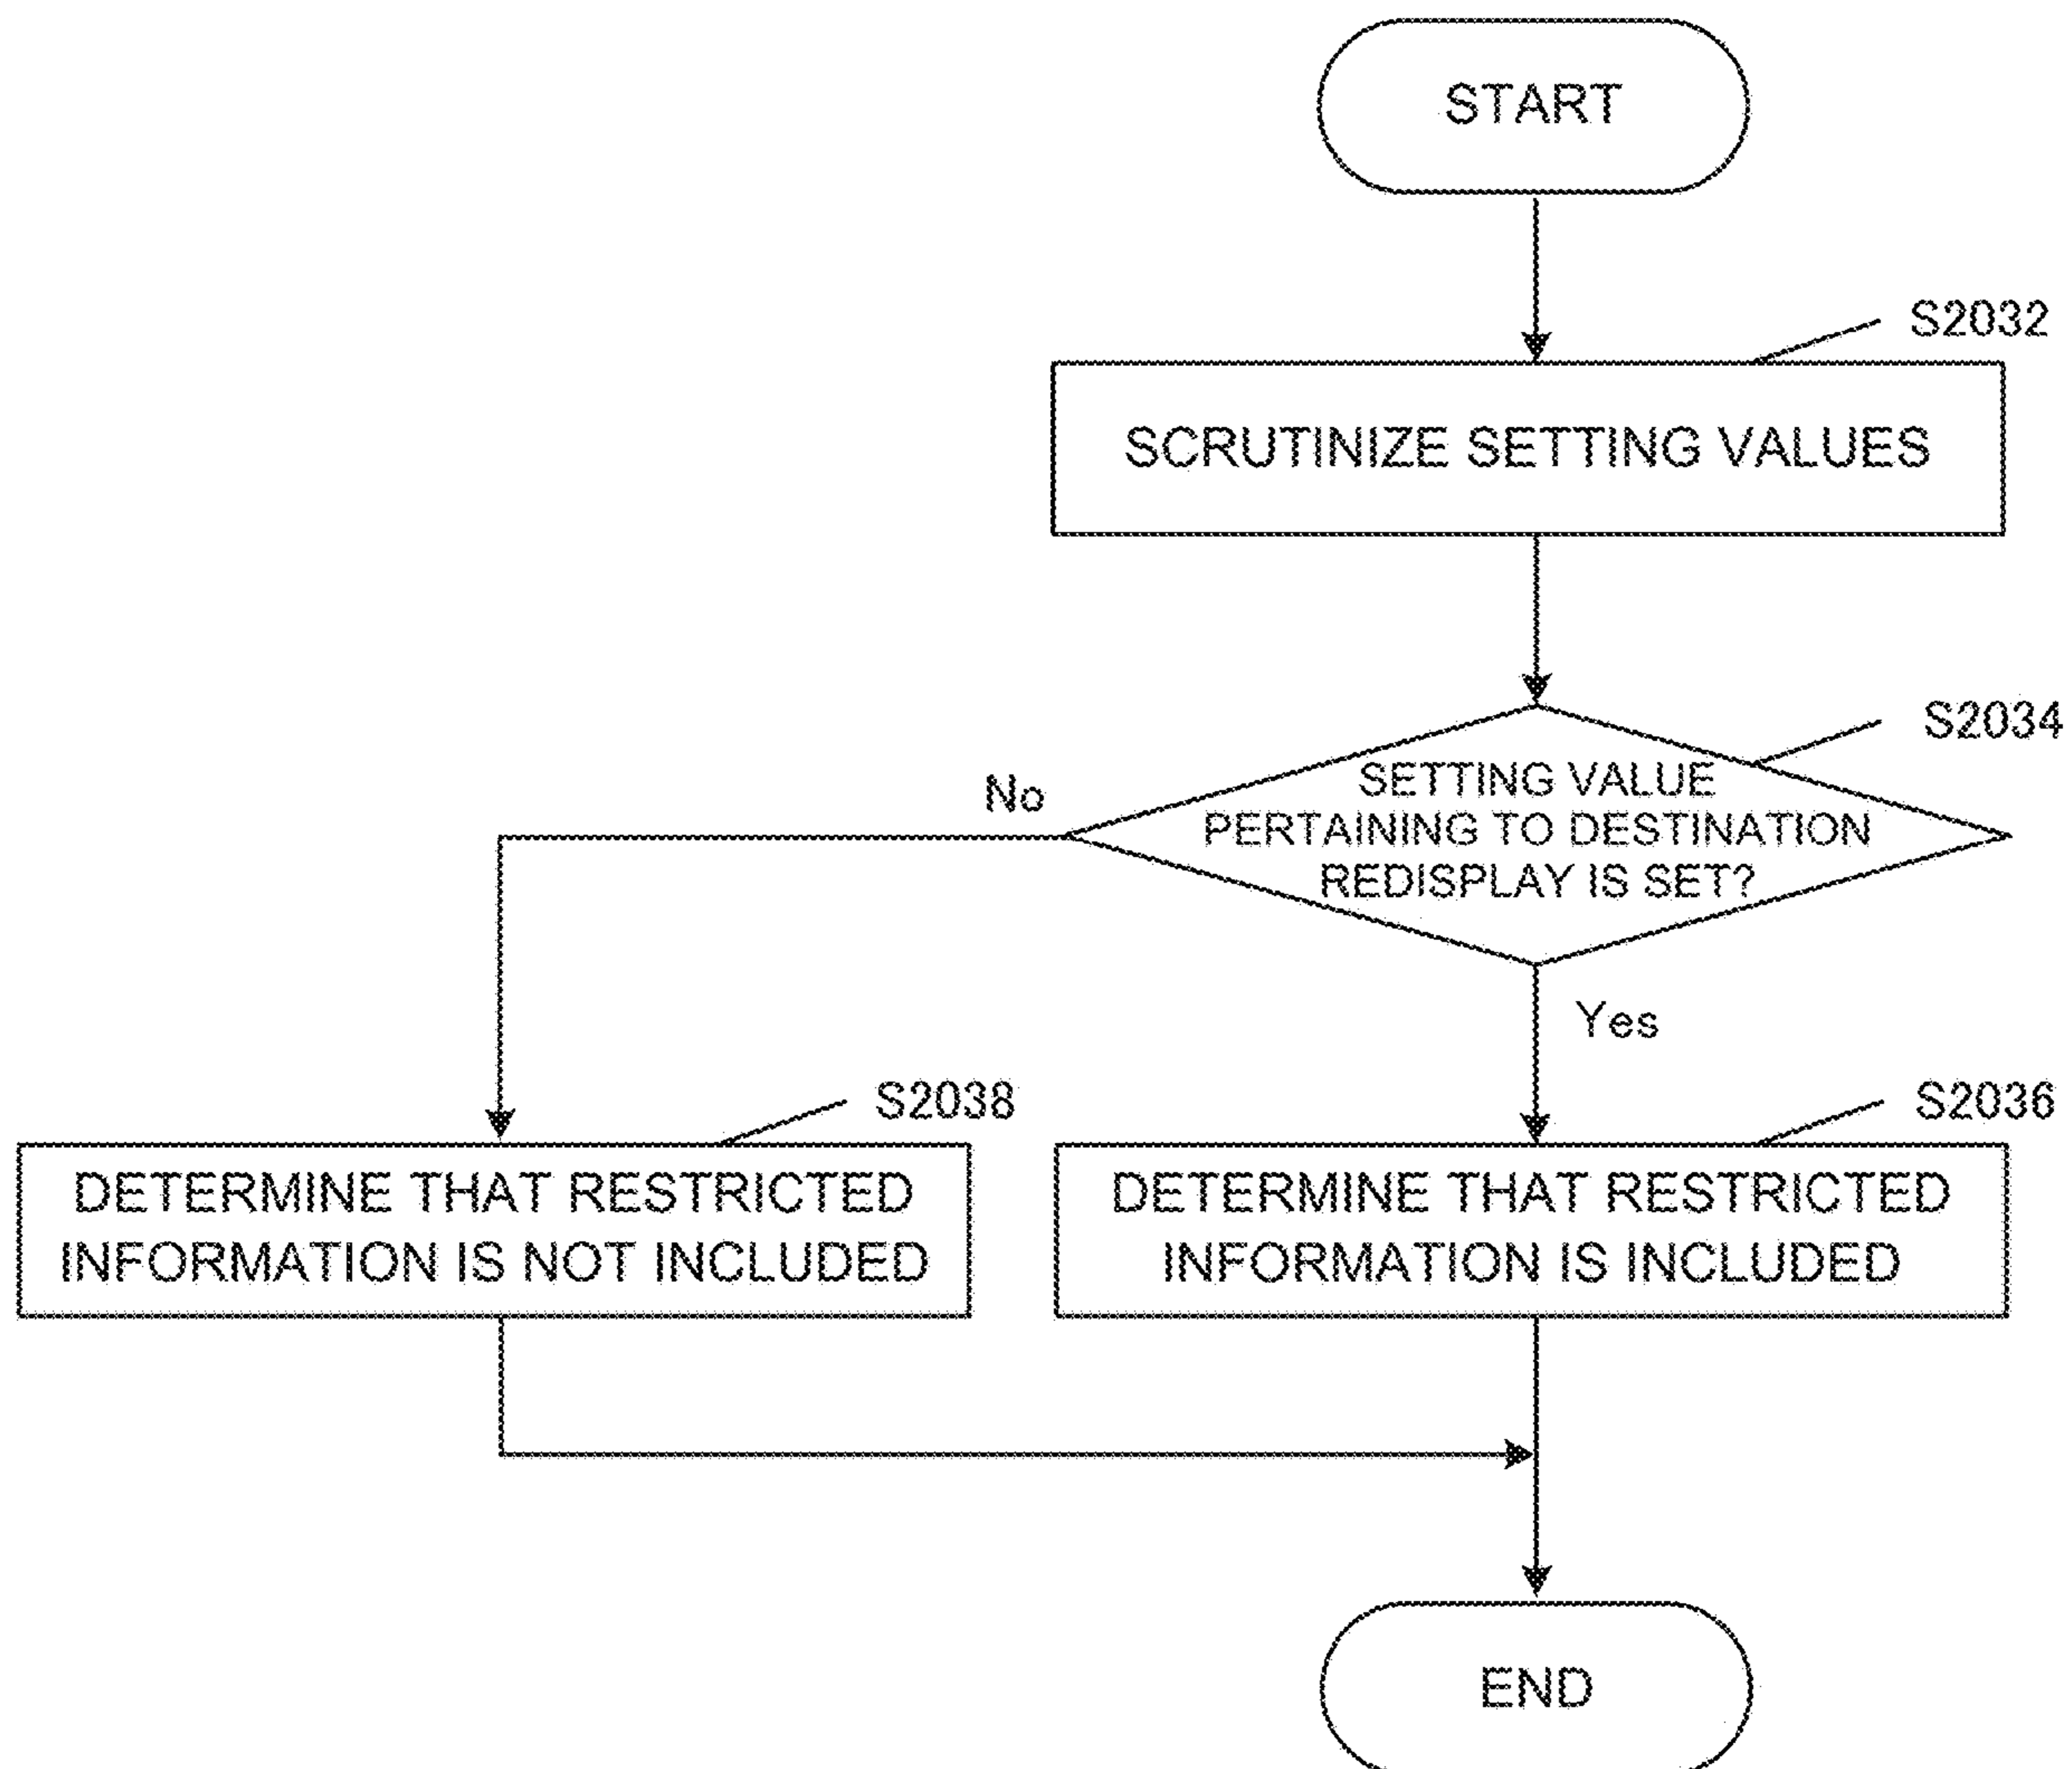 START
S2032
SCRUTINIZE SETTING VALUES
S2034
SETTING VALUE
PERTAINING TO DESTINATION
REDISPLAY IS SET?
No
Yes
S2038
S2036
DETERMINE THAT RESTRICTED
INFORMATION IS NOT INCLUDED
DETERMINE THAT RESTRICTED
INFORMATION IS INCLUDED
END